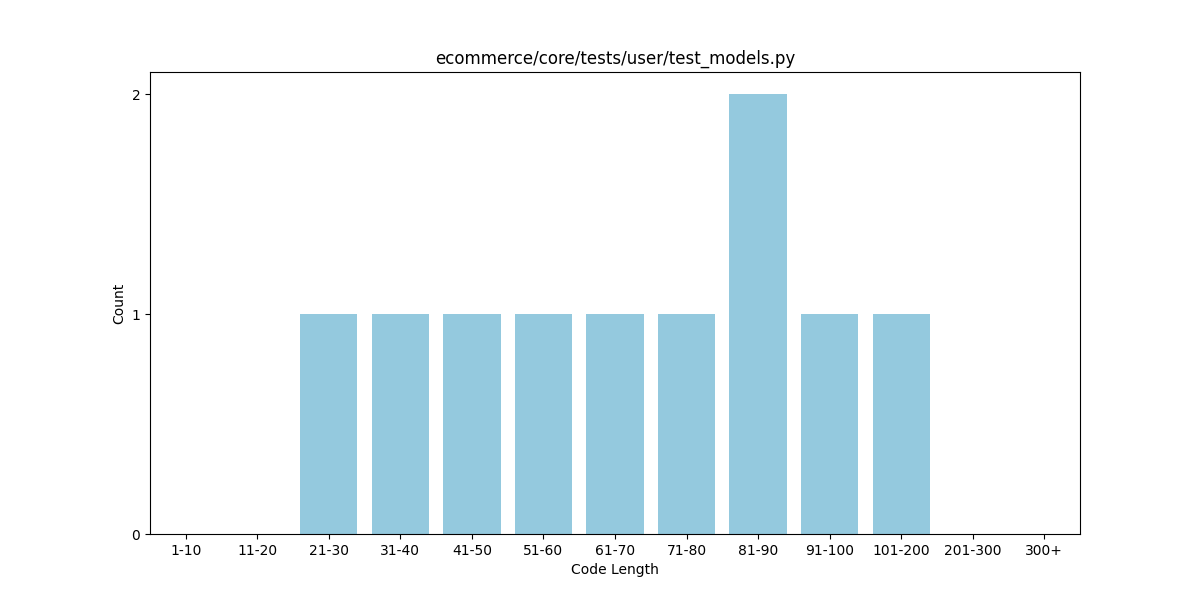 ecommerce/core/tests/user/test_models.py
Count
2
1
0
1-10 11-20 21-30 31-40 41-50 51-60 61-70 71-80 81-90 91-100 101-200 201-300 300+
Code Length